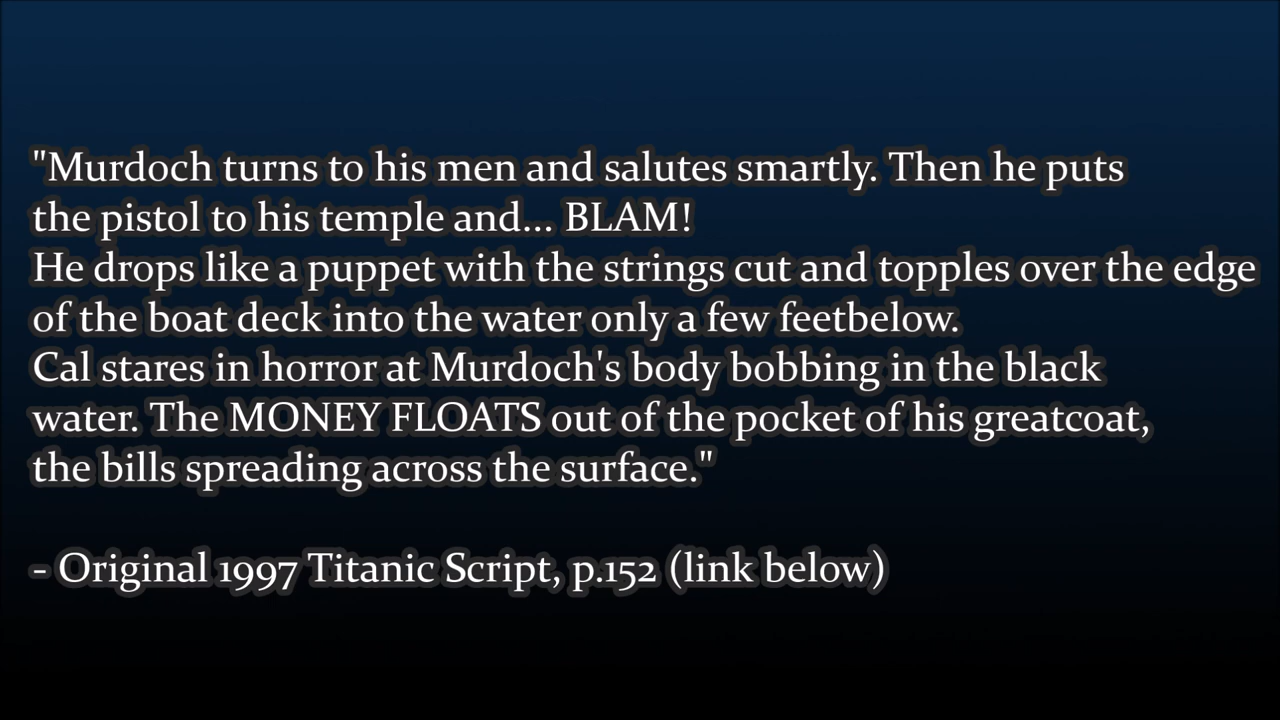 "Murdoch turns to his men and salutes smartly. Then he puts
the pistol to his temple and... BLAM!
He drops like a puppet with the strings cut and topples over the edge
of the boat deck into the water only a few feetbelow.
Cal stares in horror at Murdoch's body bobbing in the black
water. The MONEY FLOATS out of the pocket of his greatcoat,
the bills spreading across the surface."
- Original 1997 Titanic Script, p.152 (link below)